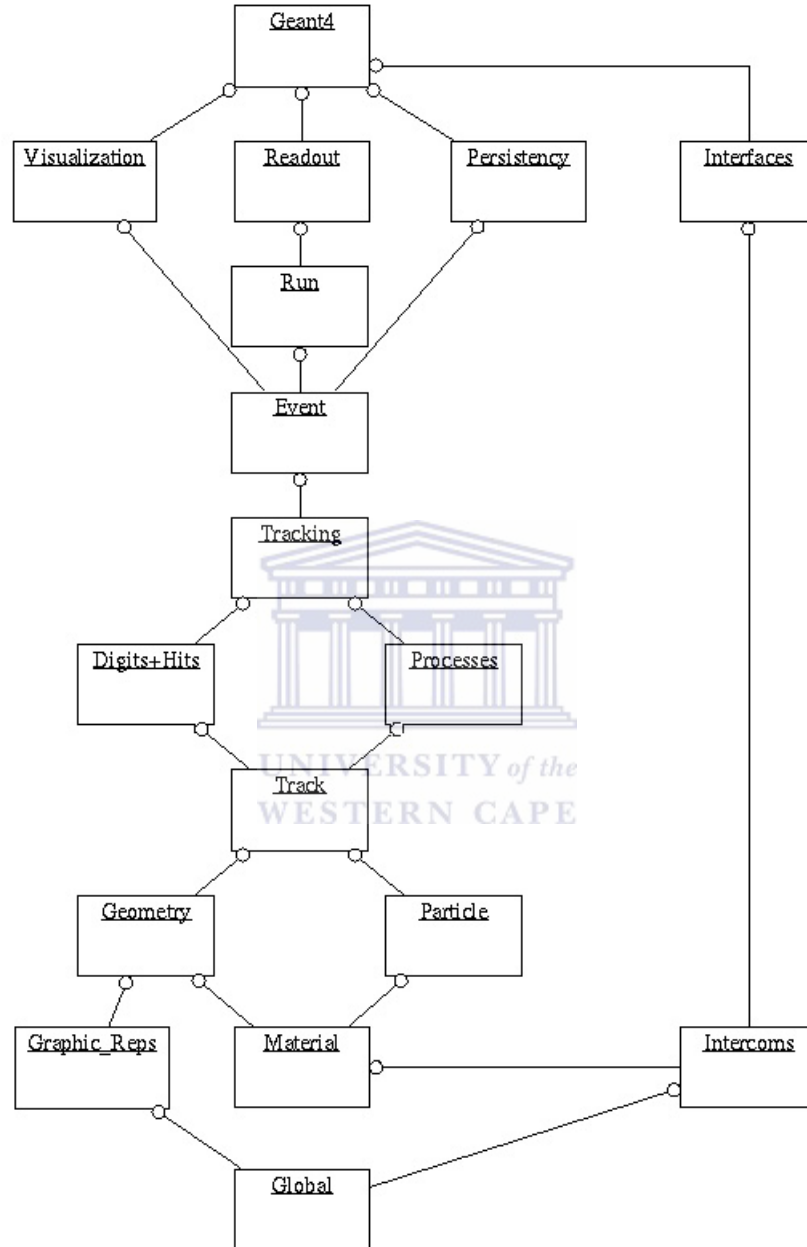 Geant4
Visualization
Readout
Persistency
Interfaces
Run
Event
Tracking
Digits+Hits
Processes
UNIVERSITY of the
Track
WESTERN CAPE
Geometry
Particle
Graphic_Reps
Material
Intercoms
Global